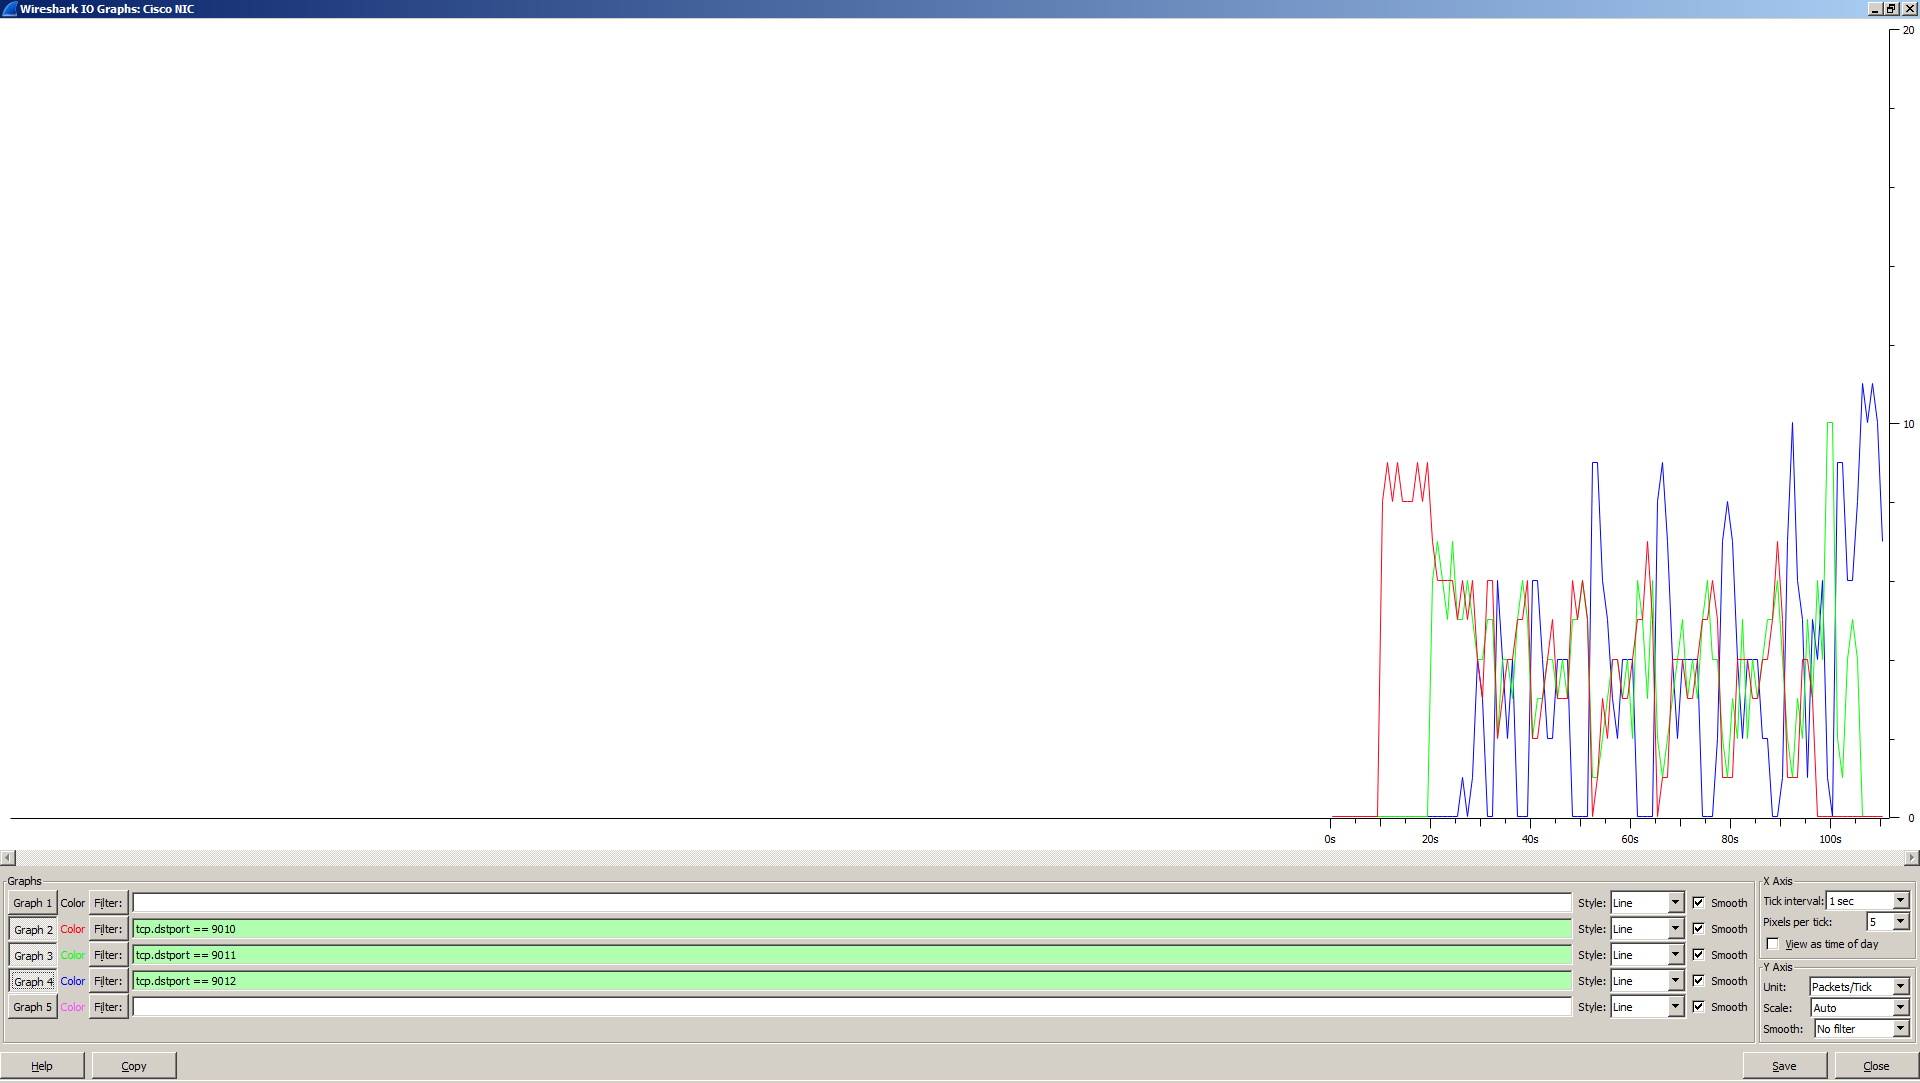 Wireshark IO Graphs: Cisco NIC
20
10
0
0s 20s 40s 60s 80s 100s
Graphs
Graph 1 Color Filter: Style: Line Smooth
Graph 2 Color Filter: tcp.dstport == 9010 Style: Line Smooth
Graph 3 Color Filter: tcp.dstport == 9011 Style: Line Smooth
Graph 4 Color Filter: tcp.dstport == 9012 Style: Line Smooth
Graph 5 Color Filter: Style: Line Smooth
X Axis
Tick interval: 1 sec
Pixels per tick: 5
View as time of day
Y Axis
Unit: Packets/Tick
Scale: Auto
Smooth: No filter
Help Copy Save Close